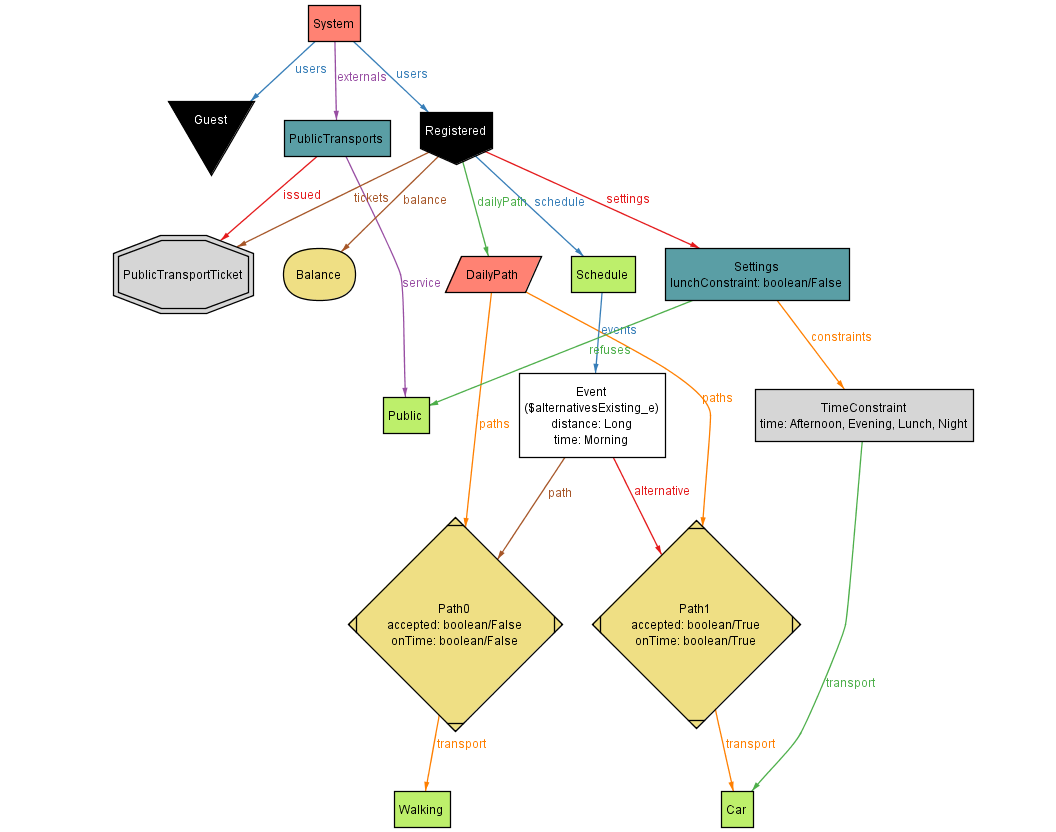 System
users
externals
users
Guest
PublicTransports
Registered
issued
tickets
balance
dailyPath
schedule
settings
PublicTransportTicket
Balance
service
DailyPath
Schedule
Settings
lunchConstraint: boolean/False
events
refuses
constraints
Public
paths
Event
($alternativesExisting_e)
distance: Long
time: Morning
paths
TimeConstraint
time: Afternoon, Evening, Lunch, Night
path
alternative
Path0
accepted: boolean/False
onTime: boolean/False
Path1
accepted: boolean/True
onTime: boolean/True
transport
transport
transport
Walking
Car